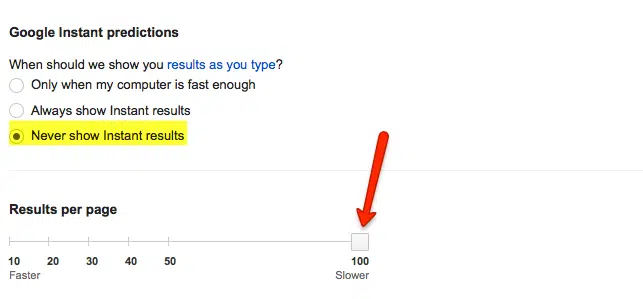 Google Instant predictions
When should we show you results as you type?
Only when my computer is fast enough
Always show Instant results
Never show Instant results
Results per page
10 20 30 40 50 100
Faster Slower